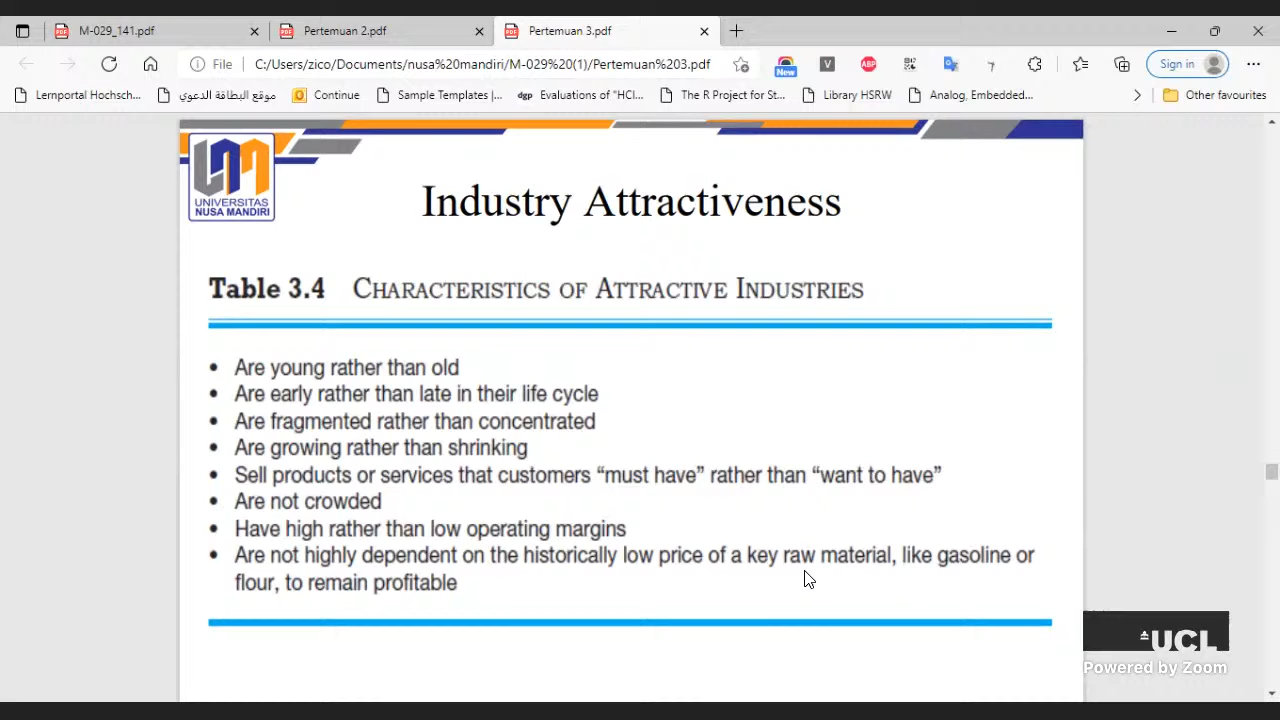 M-029_141.pdf
Pertemuan 2.pdf
Pertemuan 3.pdf
File
C:/Users/zico/Documents/nusa%20mandiri/M-029%20(1)/Pertemuan%203.pdf
New
V
ABP
Sign in
Lernportal Hochsch...
موقع البطاقة الدعوي
Continue
Sample Templates |...
dgp Evaluations of "HCI...
The R Project for St...
Library HSRW
Analog, Embedded...
Other favourites
UNIVERSITAS
NUSA MANDIRI
Industry Attractiveness
Table 3.4 CHARACTERISTICS OF ATTRACTIVE INDUSTRIES
• Are young rather than old
• Are early rather than late in their life cycle
• Are fragmented rather than concentrated
• Are growing rather than shrinking
• Sell products or services that customers “must have” rather than “want to have”
• Are not crowded
• Have high rather than low operating margins
• Are not highly dependent on the historically low price of a key raw material, like gasoline or
flour, to remain profitable
UCL
Powered by Zoom